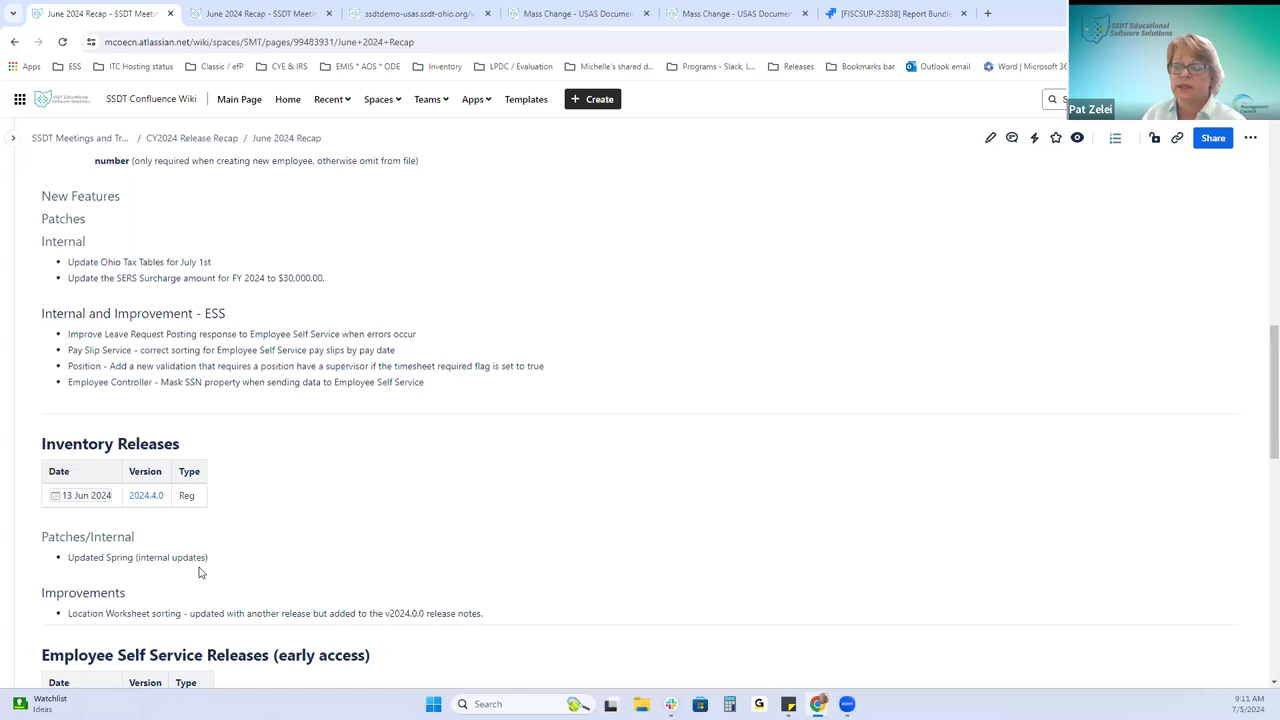 June 2024 Recap - SSDT Meetin
June 2024 Recap - SSDT Meeti
Mass Change - USAS Documen
[FISCSUP-23838] Report Bundle
mcoecn.atlassian.net/wiki/spaces/SMT/pages/99483931/June+2024+Recap
Apps
ESS
ITC Hosting status
Classic / efP
CYE & IRS
EMIS * AOS * ODE
Inventory
LPDC / Evaluation
Michelle's shared d...
Programs - Slack, L...
Releases
Bookmarks bar
Outlook email
Word | Microsoft 36
SSDT Confluence Wiki
Main Page
Home
Recent
Spaces
Teams
Apps
Templates
Create
SSDT Educational
Software Solutions
Management
Council
Pat Zelei
SSDT Meetings and Tr... / CY2024 Release Recap / June 2024 Recap
Share
number (only required when creating new employee, otherwise omit from file)
New Features
Patches
Internal
Update Ohio Tax Tables for July 1st
Update the SERS Surcharge amount for FY 2024 to $30,000.00.
Internal and Improvement - ESS
Improve Leave Request Posting response to Employee Self Service when errors occur
Pay Slip Service - correct sorting for Employee Self Service pay slips by pay date
Position - Add a new validation that requires a position have a supervisor if the timesheet required flag is set to true
Employee Controller - Mask SSN property when sending data to Employee Self Service
Inventory Releases
Date Version Type
13 Jun 2024 2024.4.0 Reg
Patches/Internal
Updated Spring (internal updates)
Improvements
Location Worksheet sorting - updated with another release but added to the v2024.0.0 release notes.
Employee Self Service Releases (early access)
Date Version Type
Watchlist
Ideas
Search
9:11 AM
7/5/2024